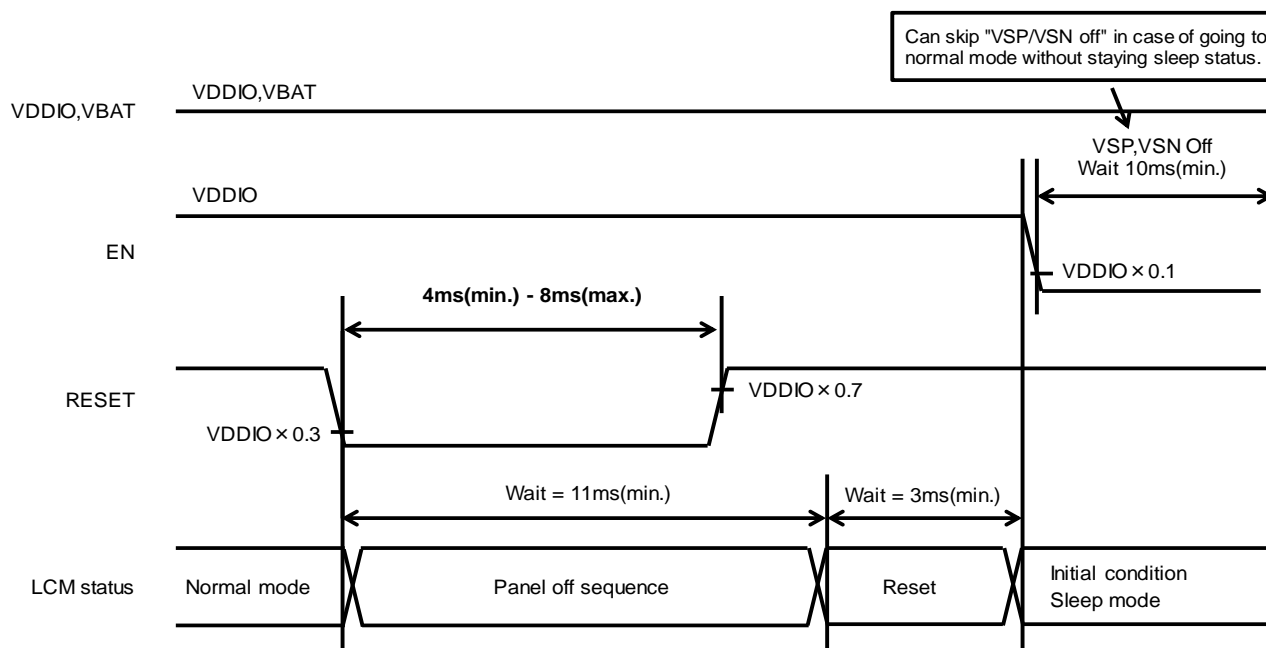 Can skip "VSP/VSN off" in case of going to
normal mode without staying sleep status.
VDDIO,VBAT
VDDIO,VBAT
VSP,VSN Off
Wait 10ms(min.)
VDDIO
EN
VDDIO×0.1
4ms(min.) - 8ms(max.)
RESET
VDDIO×0.7
VDDIO×0.3
Wait = 11ms(min.)
Wait = 3ms(min.)
LCM status
Normal mode
Panel off sequence
Reset
Initial condition
Sleep mode